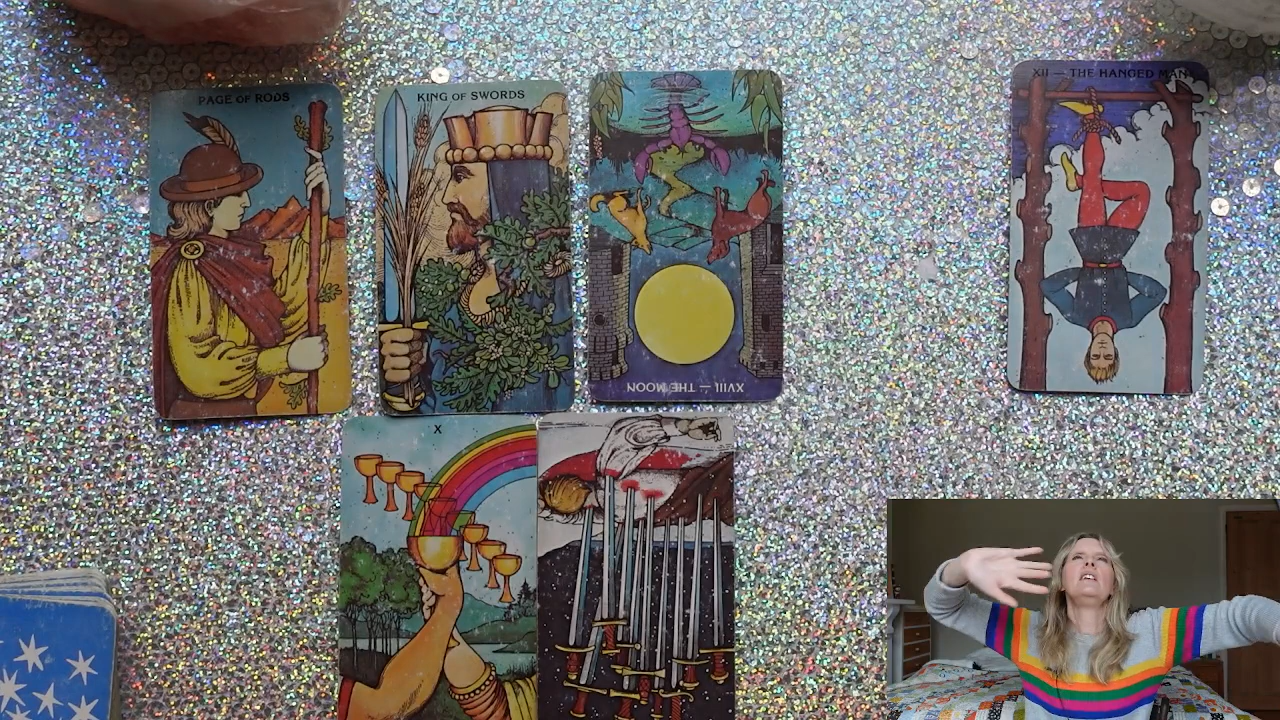 PAGE OF RODS
KING OF SWORDS
XVIII — THE MOON
XII — THE HANGED MAN
X